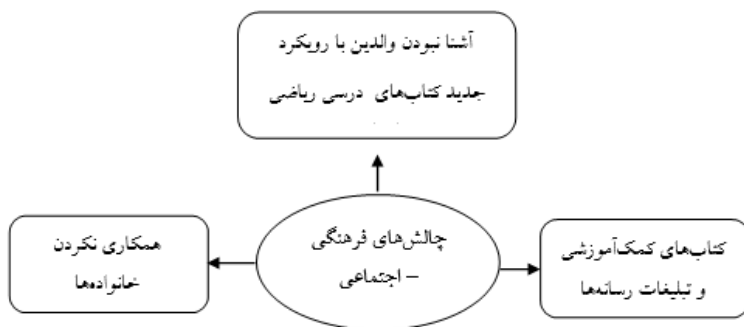 آشنا نبودن والدین با رویکرد
جدید کتاب‌های درسی ریاضی
چالش‌های فرهنگی
– اجتماعی
کتاب‌های کمک‌آموزشی
و تبلیغات رسانه‌ها
همکاری نکردن
خانواده‌ها